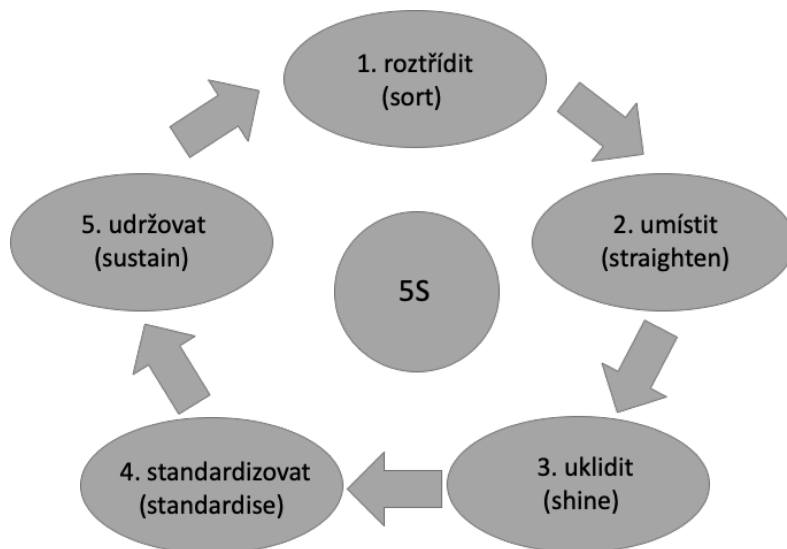 1. roztřídit
(sort)
2. umístit
(straighten)
3. uklidit
(shine)
4. standardizovat
(standardise)
5. udržovat
(sustain)
5S